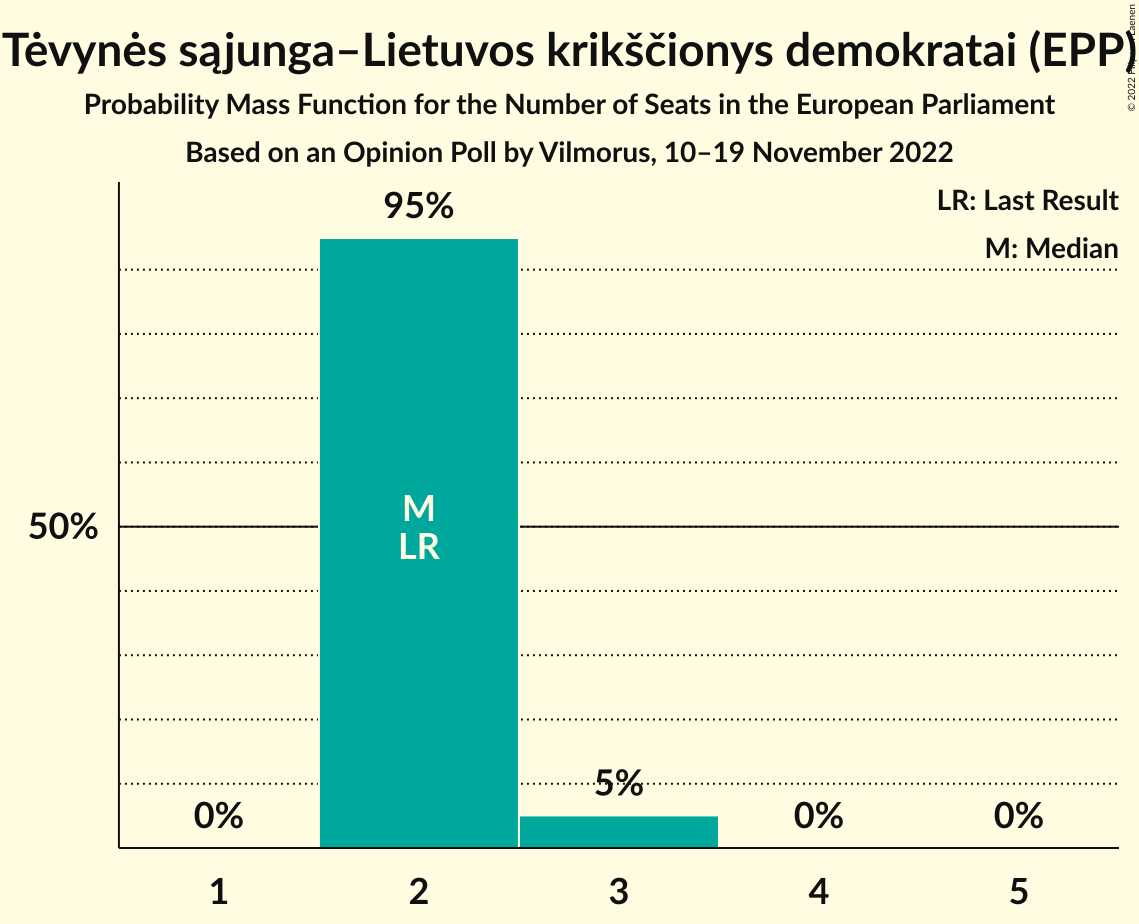 Tėvynės sąjunga–Lietuvos krikščionys demokratai (EPP)
Probability Mass Function for the Number of Seats in the European Parliament
Based on an Opinion Poll by Vilmorus, 10–19 November 2022
© 2022 Laenen
LR: Last Result
M: Median
95%
50%
M
LR
5%
0%
0%
0%
1
2
3
4
5